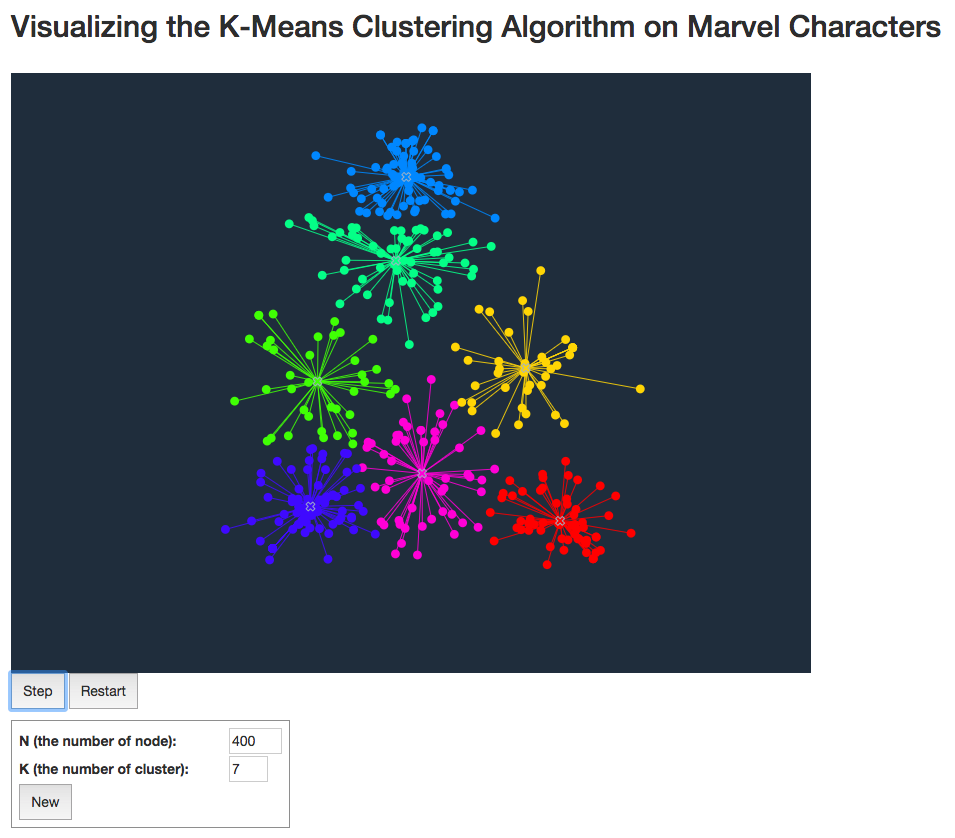 Visualizing the K-Means Clustering Algorithm on Marvel Characters
Step Restart
N (the number of node): 400
K (the number of cluster): 7
New